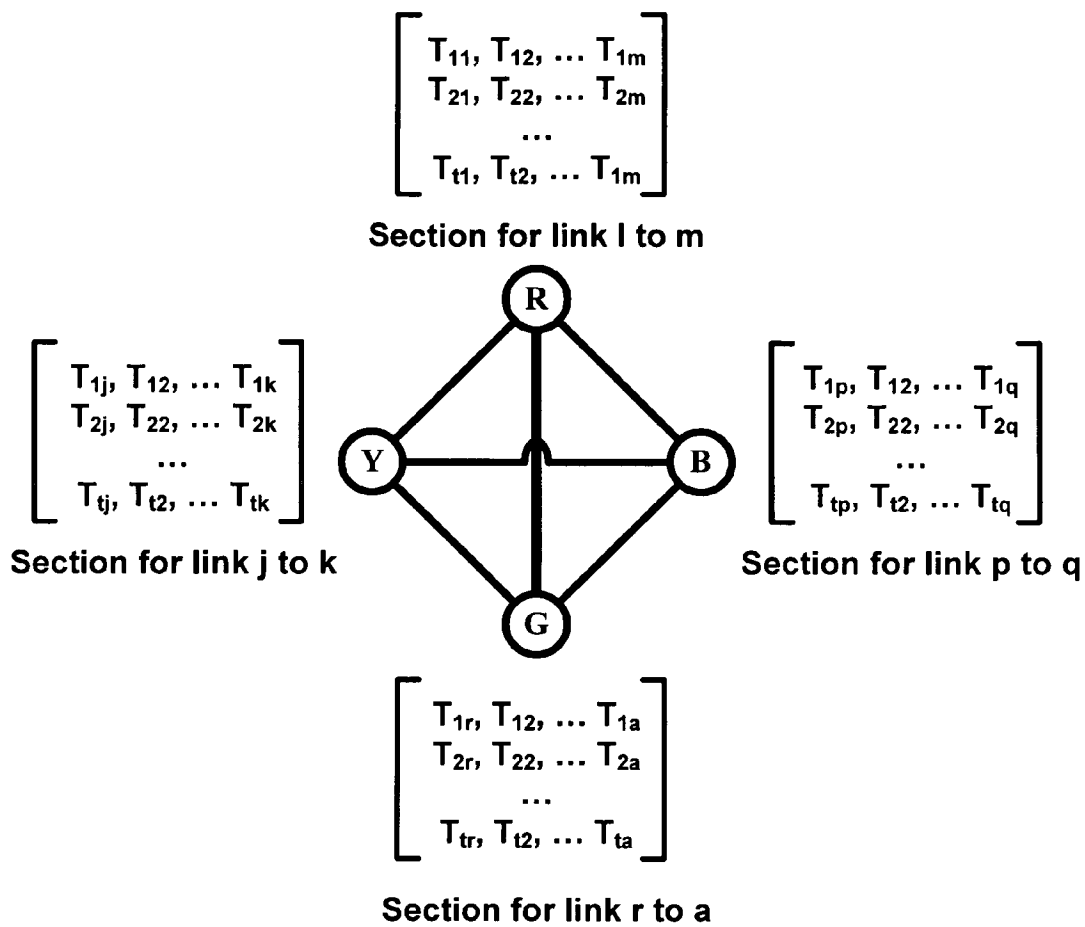 T11, T12, ... T1m
T21, T22, ... T2m
...
Tt1, Tt2, ... T1m
Section for link l to m
R
T1j, T12, ... T1k
T2j, T22, ... T2k
...
Ttj, Tt2, ... Ttk
Section for link j to k
Y
B
T1p, T12, ... T1q
T2p, T22, ... T2q
...
Ttp, Tt2, ... Ttq
Section for link p to q
G
T1r, T12, ... T1a
T2r, T22, ... T2a
...
Ttr, Tt2, ... Tta
Section for link r to a